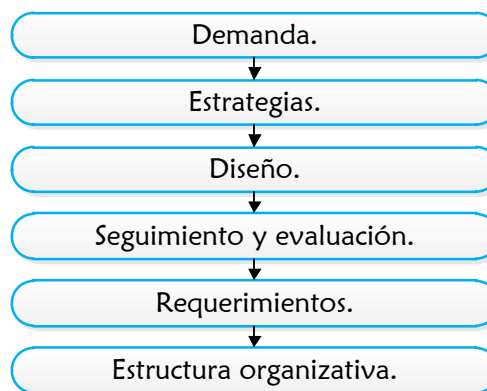 Demanda.
Estrategias.
Diseño.
Seguimiento y evaluación.
Requerimientos.
Estructura organizativa.